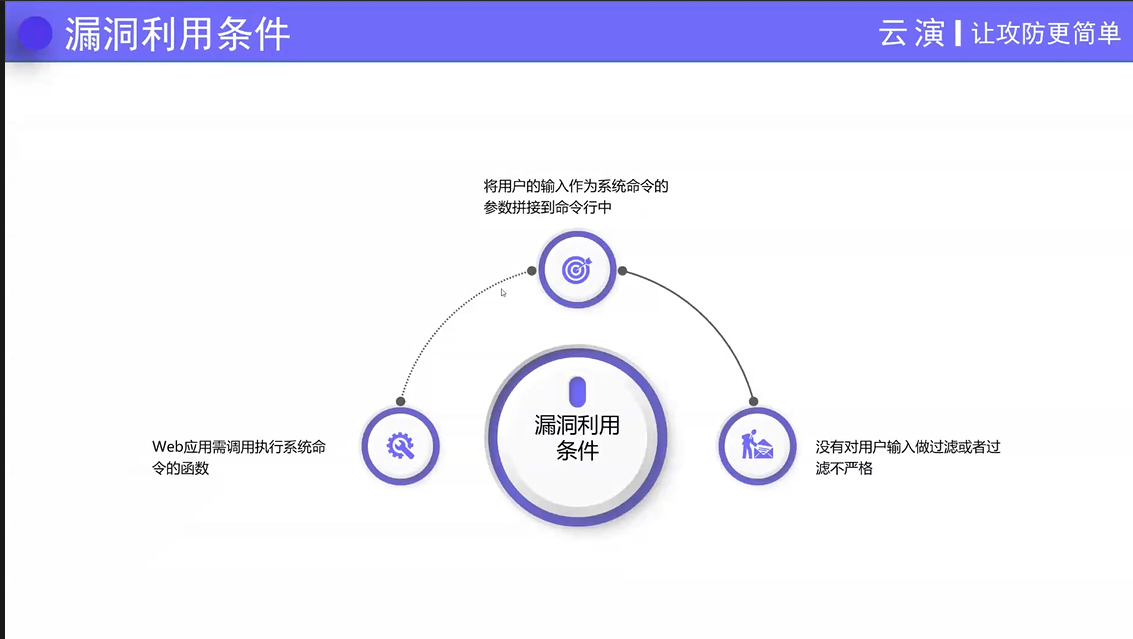 漏洞利用条件
云演 让攻防更简单
将用户的输入作为系统命令的
参数拼接到命令行中
漏洞利用
条件
Web应用需调用执行系统命
令的函数
没有对用户输入做过滤或者过
滤不严格